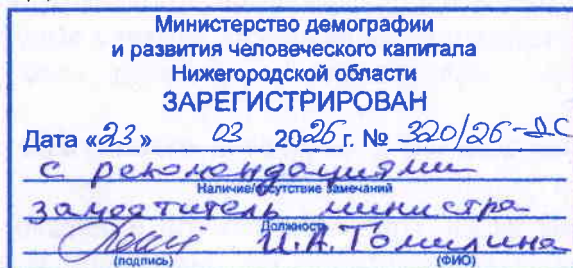 Министерство демографии
и развития человеческого капитала
Нижегородской области
ЗАРЕГИСТРИРОВАН
Дата «23» 03 2026 г. № 320/26-ДС
с рекомендациями
Наличие/отсутствие замечаний
заместитель министра
Должность
И.А. Томилина
(подпись) (ФИО)